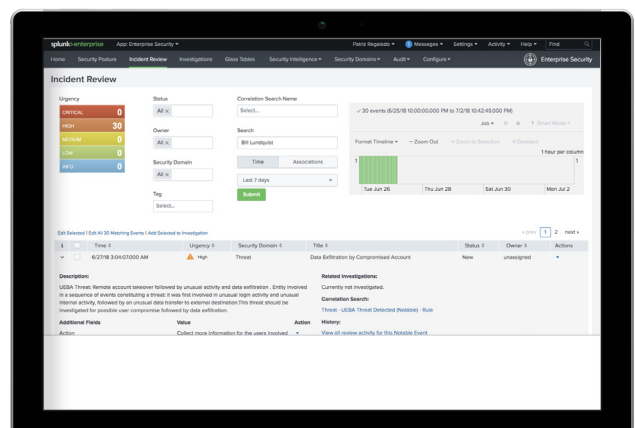 splunk>enterprise App: Enterprise Security Petris Regalado Messages Settings Activity Help Find
Home Security Posture Incident Review Investigations Glass Tables Security Intelligence Security Domains Audit Configure Enterprise Security
Incident Review
Urgency Status Correlation Search Name
CRITICAL 0 All × Select...
✓ 30 events (6/25/18 10:00:00.000 PM to 7/2/18 10:42:49.000 PM)
HIGH 30 Owner Search Job Smart Mode
MEDIUM 0 All × Bill Lundquist
Format Timeline — Zoom Out + Zoom to Selection × Deselect
LOW 0 Security Domain Time Associations 1 hour per column
INFO 0 All × Last 7 days 1 1
Tag Submit Tue Jun 26 Thu Jun 28 Sat Jun 30 Mon Jul 2
Select...
Edit Selected | Edit All 30 Matching Events | Add Selected to Investigation « prev 1 2 next »
i Time Urgency Security Domain Title Status Owner Actions
6/27/18 3:04:07.000 AM High Threat Data Exfiltration by Compromised Account New unassigned
Description: Related Investigations:
UEBA Threat: Remote account takeover followed by unusual activity and data exfiltration . Entity involved Currently not investigated.
in a sequence of events constituting a threat: it was first involved in unusual login activity and unusual Correlation Search:
internal activity, followed by an unusual data transfer to external destination.This threat should be Threat - UEBA Threat Detected (Notable) - Rule
investigated for possible user compromise followed by data exfiltration.
Additional Fields Value Action History:
Action Collect more information for the users involved View all review activity for this Notable Event